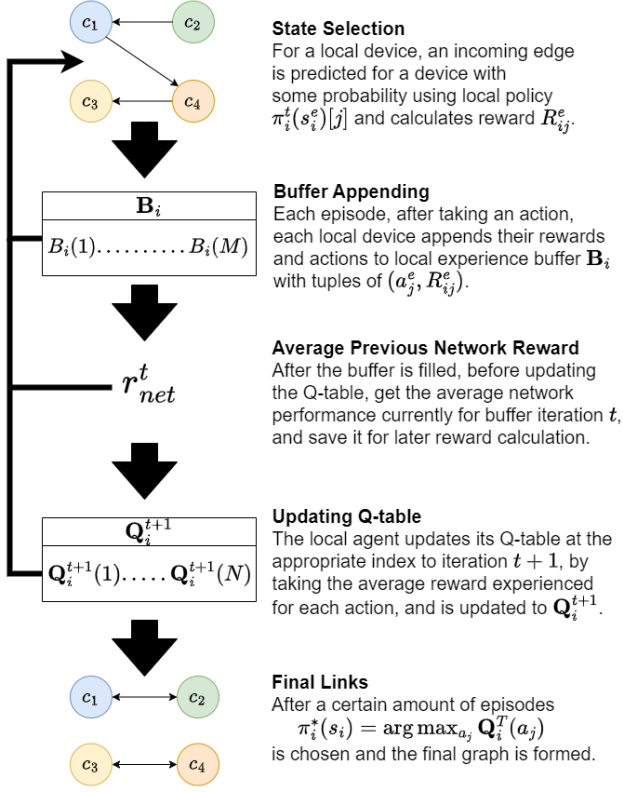 c₁ c₂
c₃ c₄
State Selection
For a local device, an incoming edge
is predicted for a device with
some probability using local policy
π_i^t(s_i^e)[j] and calculates reward R_{ij}^e.
𝐁_i
B_i(1)..........B_i(M)
Buffer Appending
Each episode, after taking an action,
each local device appends their rewards
and actions to local experience buffer 𝐁_i
with tuples of (a_j^e, R_{ij}^e).
r_{net}^t
Average Previous Network Reward
After the buffer is filled, before updating
the Q-table, get the average network
performance currently for buffer iteration t,
and save it for later reward calculation.
𝐐_i^{t+1}
𝐐_i^{t+1}(1).....𝐐_i^{t+1}(N)
Updating Q-table
The local agent updates its Q-table at the
appropriate index to iteration t + 1, by
taking the average reward experienced
for each action, and is updated to 𝐐_i^{t+1}.
c₁ c₂
c₃ c₄
Final Links
After a certain amount of episodes
π_i^*(s_i) = arg max_{a_j} 𝐐_i^T(a_j)
is chosen and the final graph is formed.